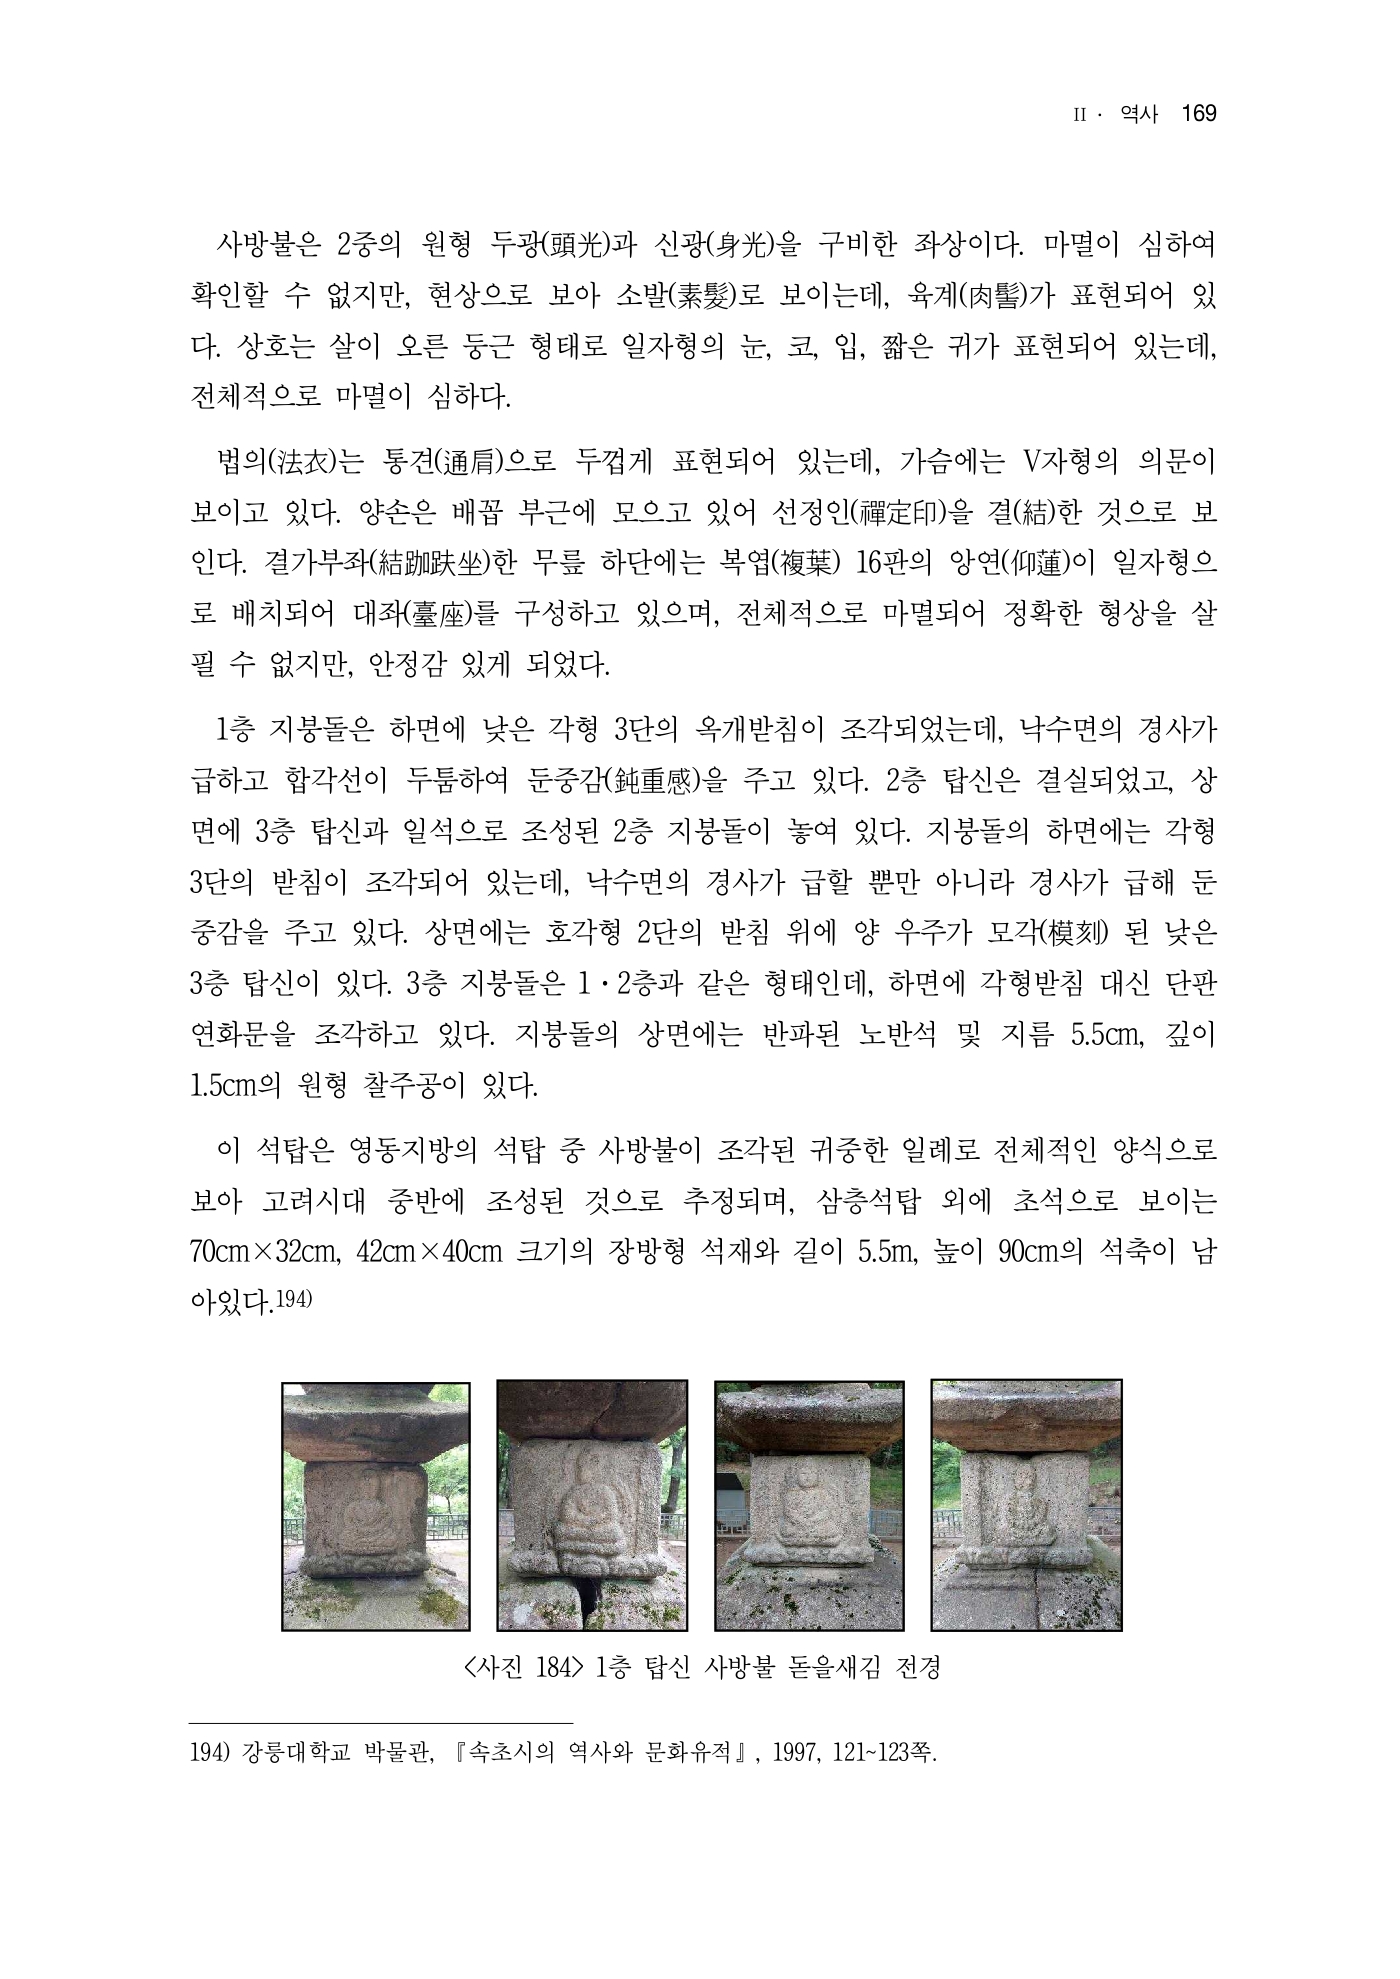 II · 역사 169
사방불은 2중의 원형 두광(頭光)과 신광(身光)을 구비한 좌상이다. 마멸이 심하여
확인할 수 없지만, 현상으로 보아 소발(素髮)로 보이는데, 육계(肉髻)가 표현되어 있
다. 상호는 살이 오른 둥근 형태로 일자형의 눈, 코, 입, 짧은 귀가 표현되어 있는데,
전체적으로 마멸이 심하다.
법의(法衣)는 통견(通肩)으로 두껍게 표현되어 있는데, 가슴에는 V자형의 의문이
보이고 있다. 양손은 배꼽 부근에 모으고 있어 선정인(禪定印)을 결(結)한 것으로 보
인다. 결가부좌(結跏趺坐)한 무릎 하단에는 복엽(複葉) 16판의 앙연(仰蓮)이 일자형으
로 배치되어 대좌(臺座)를 구성하고 있으며, 전체적으로 마멸되어 정확한 형상을 살
필 수 없지만, 안정감 있게 되었다.
1층 지붕돌은 하면에 낮은 각형 3단의 옥개받침이 조각되었는데, 낙수면의 경사가
급하고 합각선이 두툼하여 둔중감(鈍重感)을 주고 있다. 2층 탑신은 결실되었고, 상
면에 3층 탑신과 일석으로 조성된 2층 지붕돌이 놓여 있다. 지붕돌의 하면에는 각형
3단의 받침이 조각되어 있는데, 낙수면의 경사가 급할 뿐만 아니라 경사가 급해 둔
중감을 주고 있다. 상면에는 호각형 2단의 받침 위에 양 우주가 모각(模刻) 된 낮은
3층 탑신이 있다. 3층 지붕돌은 1·2층과 같은 형태인데, 하면에 각형받침 대신 단판
연화문을 조각하고 있다. 지붕돌의 상면에는 반파된 노반석 및 지름 5.5cm, 깊이
1.5cm의 원형 찰주공이 있다.
이 석탑은 영동지방의 석탑 중 사방불이 조각된 귀중한 일례로 전체적인 양식으로
보아 고려시대 중반에 조성된 것으로 추정되며, 삼층석탑 외에 초석으로 보이는
70cm×32cm, 42cm×40cm 크기의 장방형 석재와 길이 5.5m, 높이 90cm의 석축이 남
아있다.194)
<사진 184> 1층 탑신 사방불 돋을새김 전경
194) 강릉대학교 박물관, 『속초시의 역사와 문화유적』, 1997, 121~123쪽.